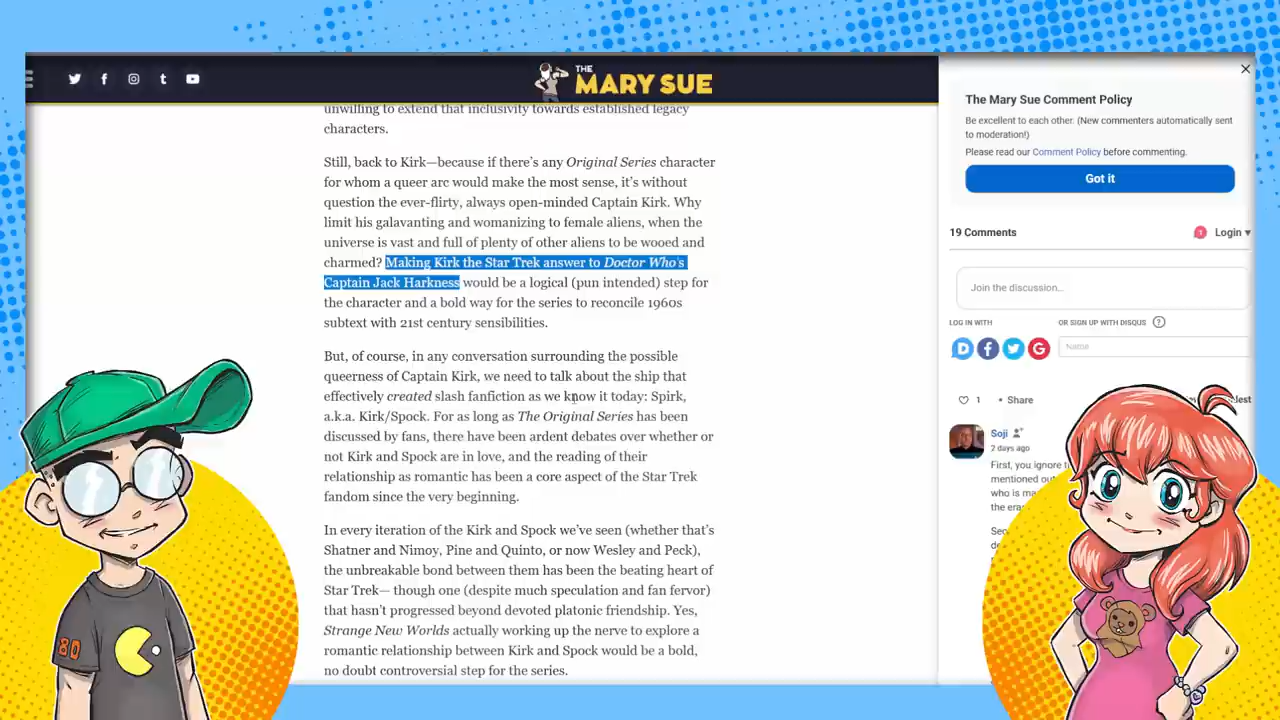 THE
MARY SUE
unwilling to extend that inclusivity towards established legacy
characters.
Still, back to Kirk—because if there's any Original Series character
for whom a queer arc would make the most sense, it's without
question the ever-flirty, always open-minded Captain Kirk. Why
limit his galavanting and womanizing to female aliens, when the
universe is vast and full of plenty of other aliens to be wooed and
charmed? Making Kirk the Star Trek answer to Doctor Who's
Captain Jack Harkness would be a logical (pun intended) step for
the character and a bold way for the series to reconcile 1960s
subtext with 21st century sensibilities.
But, of course, in any conversation surrounding the possible
queerness of Captain Kirk, we need to talk about the ship that
effectively created slash fanfiction as we know it today: Spirk,
a.k.a. Kirk/Spock. For as long as The Original Series has been
discussed by fans, there have been ardent debates over whether or
not Kirk and Spock are in love, and the reading of their
relationship as romantic has been a core aspect of the Star Trek
fandom since the very beginning.
In every iteration of the Kirk and Spock we've seen (whether that's
Shatner and Nimoy, Pine and Quinto, or now Wesley and Peck),
the unbreakable bond between them has been the beating heart of
Star Trek— though one (despite much speculation and fan fervor)
that hasn't progressed beyond devoted platonic friendship. Yes,
Strange New Worlds actually working up the nerve to explore a
romantic relationship between Kirk and Spock would be a bold,
no doubt controversial step for the series.
The Mary Sue Comment Policy
Be excellent to each other. (New commenters automatically sent
to moderation!)
Please read our Comment Policy before commenting.
Got it
19 Comments
1 Login
Join the discussion...
LOG IN WITH
OR SIGN UP WITH DISQUS ?
Name
1 • Share
Soji
2 days ago
First, you ignore
mentioned
who is
the
80